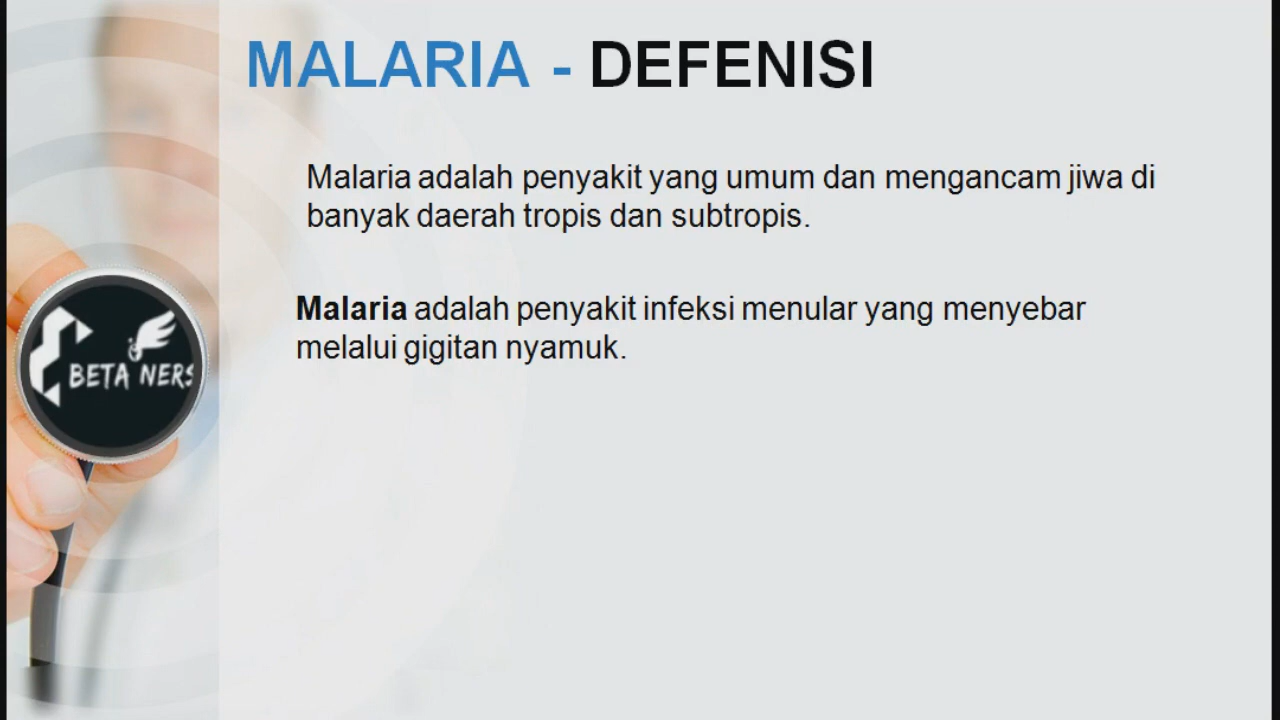 MALARIA - DEFENISI
Malaria adalah penyakit yang umum dan mengancam jiwa di
banyak daerah tropis dan subtropis.
Malaria adalah penyakit infeksi menular yang menyebar
melalui gigitan nyamuk.
BETA NERS